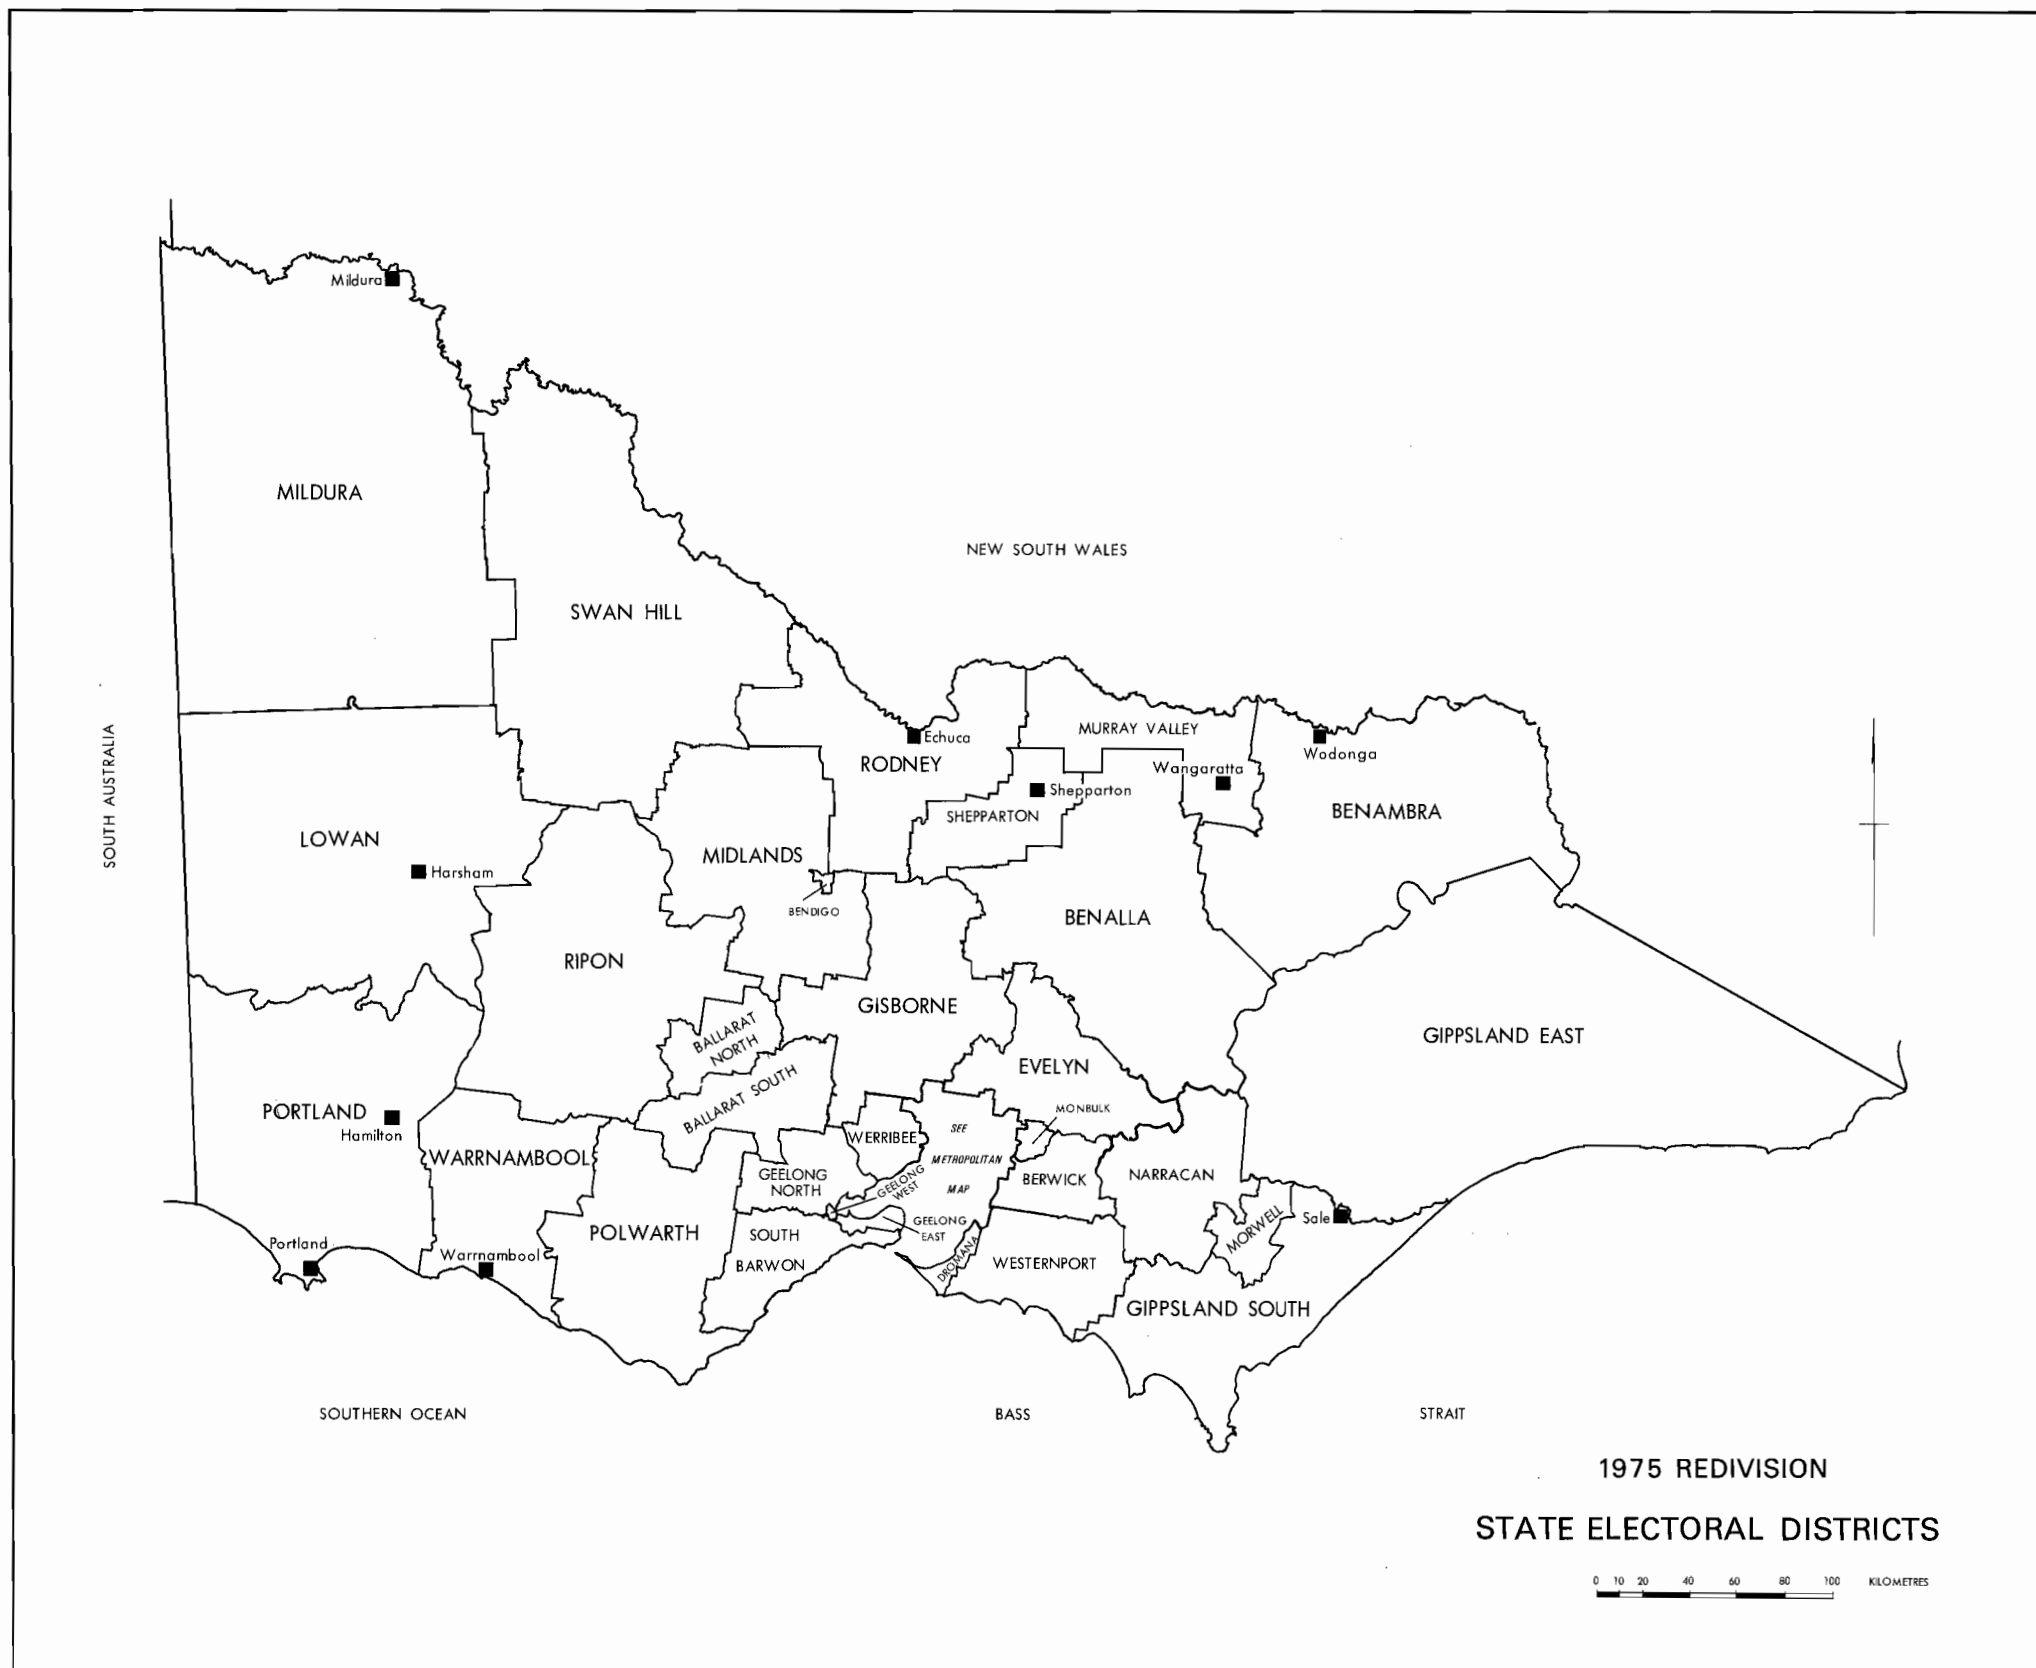 Mildura
MILDURA
NEW SOUTH WALES
SWAN HILL
SOUTH AUSTRALIA
MURRAY VALLEY
Echuca
Wodonga
RODNEY
Wangaratta
Shepparton
BENAMBRA
SHEPPARTON
LOWAN
MIDLANDS
Harsham
BENDIGO
BENALLA
RIPON
GISBORNE
BALLARAT
NORTH
GIPPSLAND EAST
EVELYN
BALLARAT SOUTH
PORTLAND
MONBULK
Hamilton
SEE
METROPOLITAN
MAP
WERRIBEE
WARRNAMBOOL
GEELONG
NORTH
GEELONG
WEST
BERWICK
NARRACAN
GEELONG
EAST
MORWELL
Sale
POLWARTH
SOUTH
BARWON
Portland
Warrnambool
DROMANA
WESTERNPORT
GIPPSLAND SOUTH
SOUTHERN OCEAN
BASS
STRAIT
1975 REDIVISION
STATE ELECTORAL DISTRICTS
0 10 20 40 60 80 100 KILOMETRES